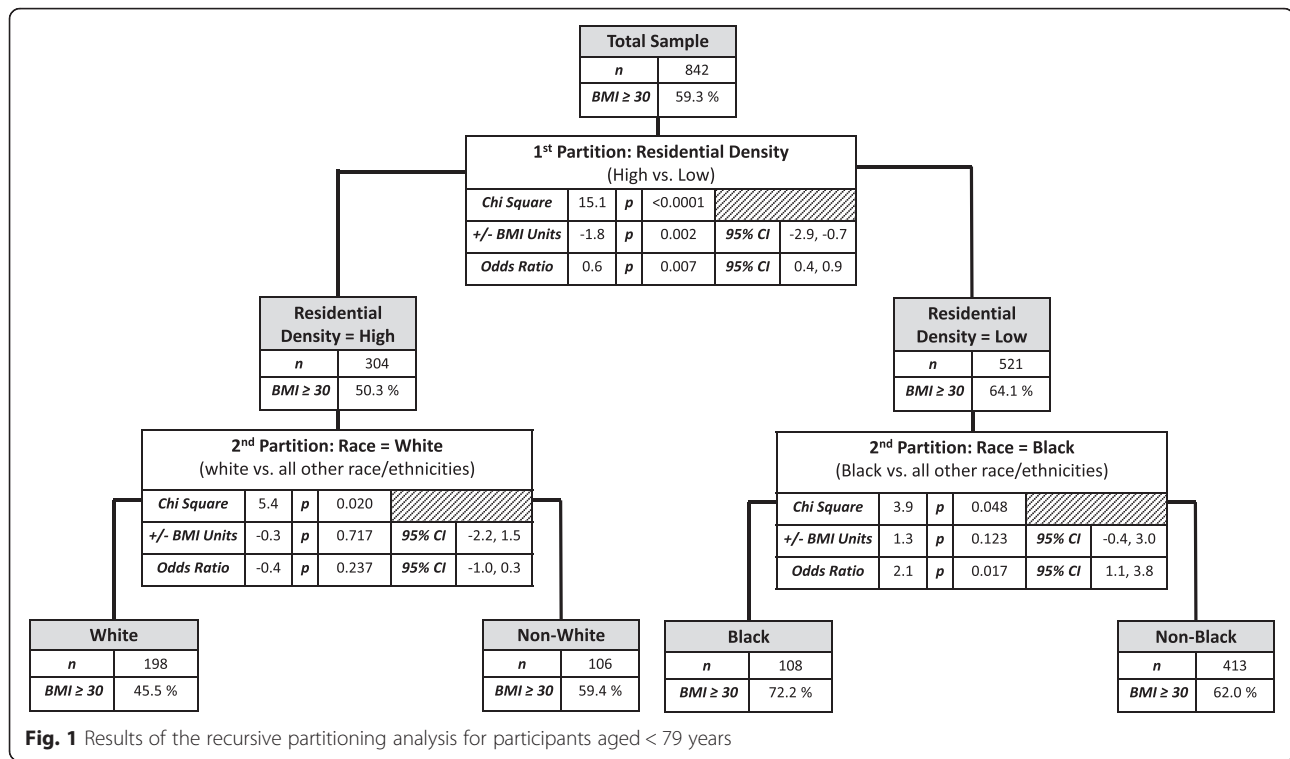 Total Sample
n 842
BMI ≥ 30 59.3 %
1st Partition: Residential Density
(High vs. Low)
Chi Square 15.1 p <0.0001
+/- BMI Units -1.8 p 0.002 95% CI -2.9, -0.7
Odds Ratio 0.6 p 0.007 95% CI 0.4, 0.9
Residential
Density = High
n 304
BMI ≥ 30 50.3 %
Residential
Density = Low
n 521
BMI ≥ 30 64.1 %
2nd Partition: Race = White
(white vs. all other race/ethnicities)
Chi Square 5.4 p 0.020
+/- BMI Units -0.3 p 0.717 95% CI -2.2, 1.5
Odds Ratio -0.4 p 0.237 95% CI -1.0, 0.3
2nd Partition: Race = Black
(Black vs. all other race/ethnicities)
Chi Square 3.9 p 0.048
+/- BMI Units 1.3 p 0.123 95% CI -0.4, 3.0
Odds Ratio 2.1 p 0.017 95% CI 1.1, 3.8
White
n 198
BMI ≥ 30 45.5 %
Non-White
n 106
BMI ≥ 30 59.4 %
Black
n 108
BMI ≥ 30 72.2 %
Non-Black
n 413
BMI ≥ 30 62.0 %
Fig. 1 Results of the recursive partitioning analysis for participants aged < 79 years